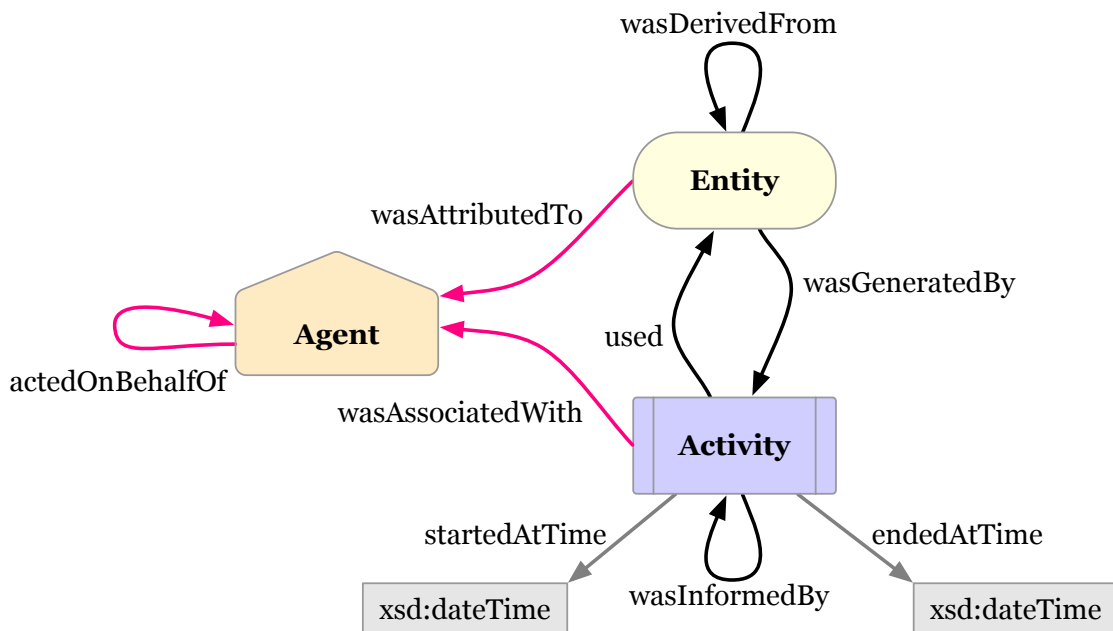 wasDerivedFrom
Entity
wasAttributedTo
wasGeneratedBy
Agent
used
actedOnBehalfOf
wasAssociatedWith
Activity
startedAtTime
endedAtTime
wasInformedBy
xsd:dateTime
xsd:dateTime